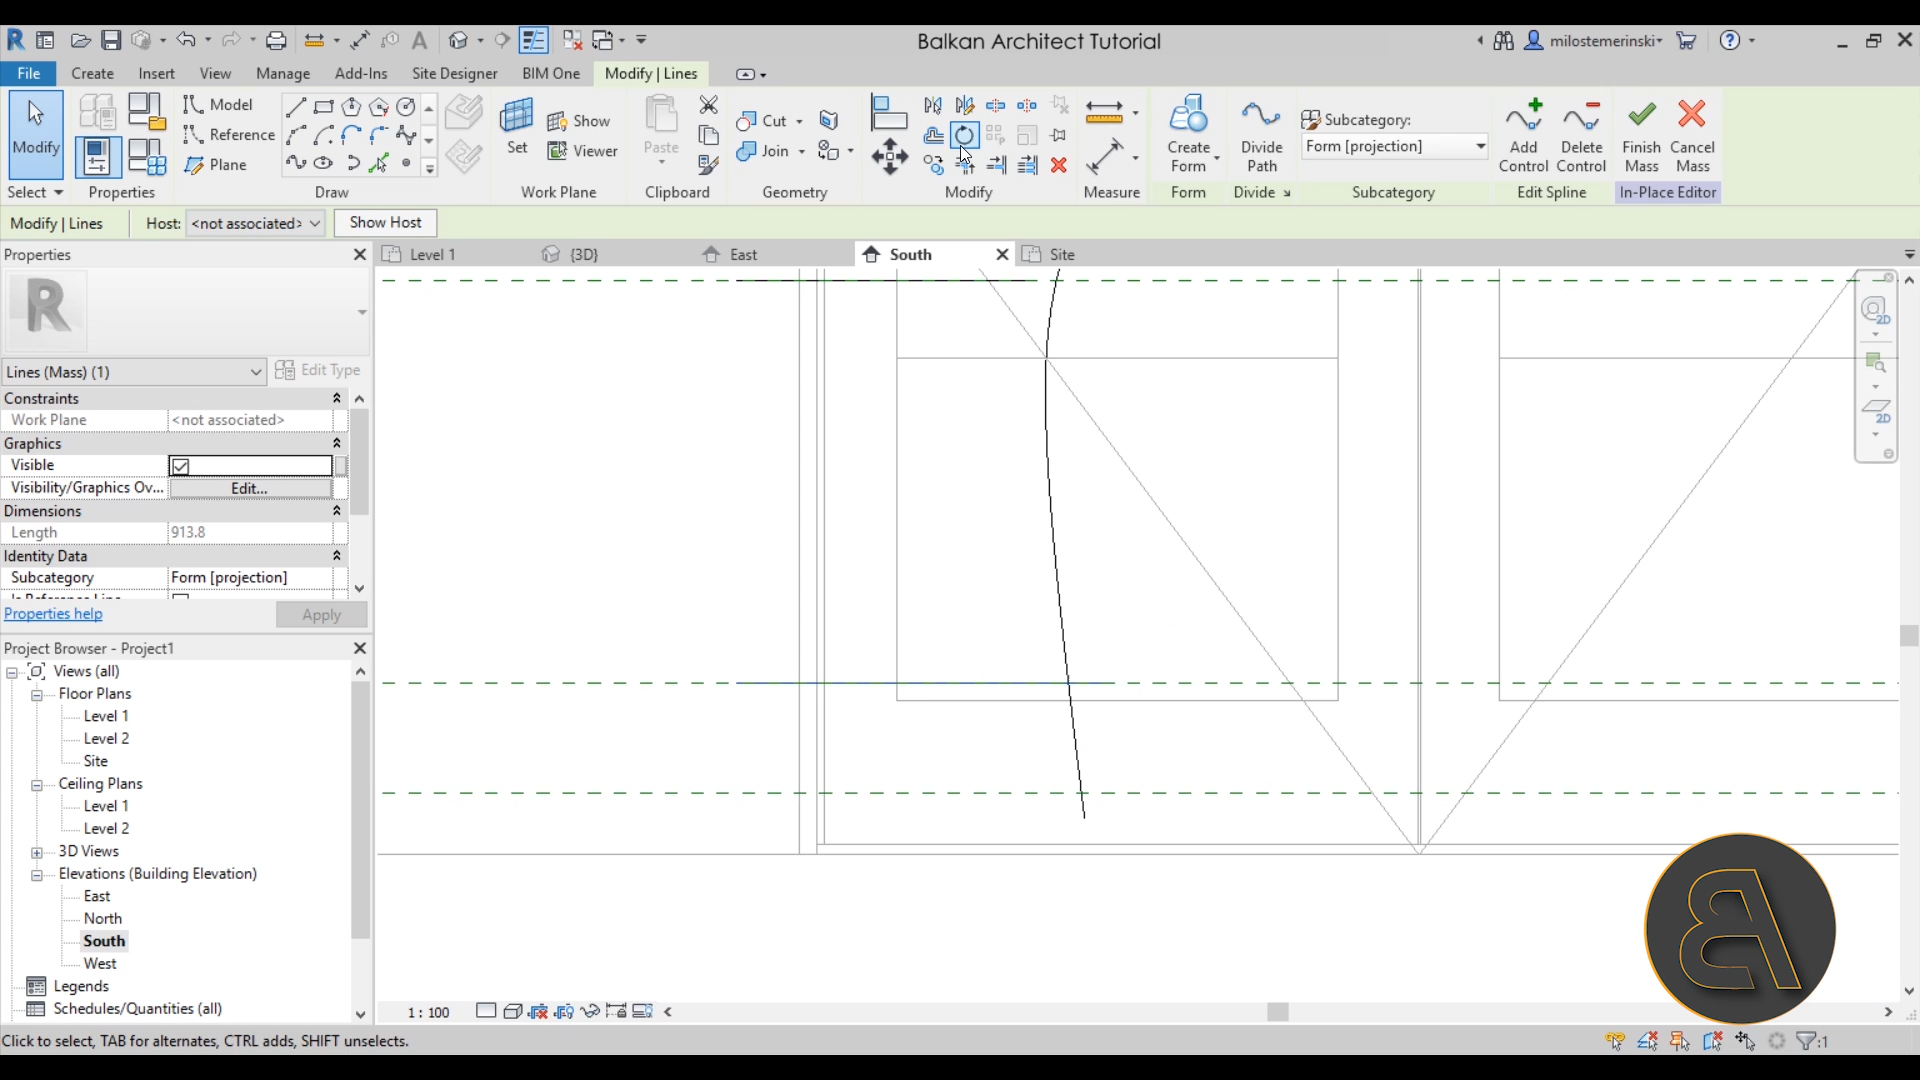 Balkan Architect Tutorial
milostemerinski
File Create Insert View Manage Add-Ins Site Designer BIM One Modify | Lines
Modify
Model
Reference
Plane
Set
Show
Viewer
Paste
Cut
Join
Create
Form
Divide
Path
Subcategory:
Form [projection]
Add
Control
Delete
Control
Finish
Mass
Cancel
Mass
Select Properties Draw Work Plane Clipboard Geometry Modify Measure Form Divide Subcategory Edit Spline In-Place Editor
Modify | Lines Host: <not associated> Show Host
Properties
Level 1 {3D} East South Site
R
Lines (Mass) (1) Edit Type
Constraints
Work Plane <not associated>
Graphics
Visible
Visibility/Graphics Ov... Edit...
Dimensions
Length 913.8
Identity Data
Subcategory Form [projection]
Properties help Apply
Project Browser - Project1
Views (all)
Floor Plans
Level 1
Level 2
Site
Ceiling Plans
Level 1
Level 2
3D Views
Elevations (Building Elevation)
East
North
South
West
Legends
Schedules/Quantities (all)
2D
2D
1 : 100
Click to select, TAB for alternates, CTRL adds, SHIFT unselects.
:1